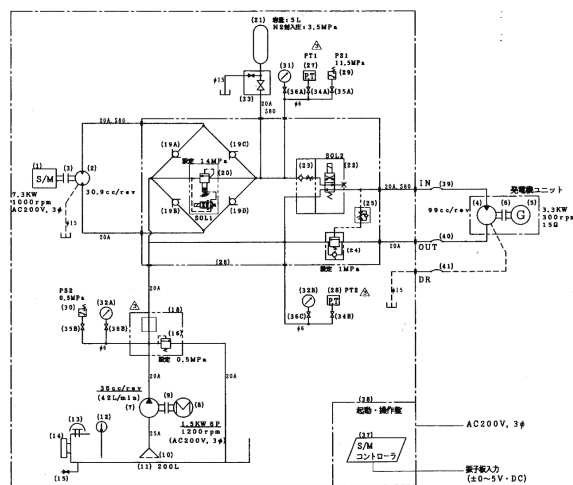 (21) 容量:5L
N2封入圧:3.5MPa
(31)
PT1
(27)
P.T
PS1
11.5MPa
(29)
φ15
(33)
20A
S80
(36A)
(34A)
(35A)
φ6
20A, S80
(19A)
(19C)
設定 14MPa
(20)
SOL1
(19B)
(19D)
(1)
S/M
(3)
(2)
30.9cc/rev
7.3KW
1000rpm
AC200V, 3φ
φ15
20A
SOL2
(23)
(22)
(25)
(24)
設定 1MPa
20A, S80
IN
(39)
発電機ユニット
(4)
(6)
(5)
G
99cc/rev
3.3KW
300rpm
15Ω
20A
OUT
(40)
DR
(41)
φ15
(26)
20A
PS2
0.5MPa
(30)
(32A)
(35B)
(36B)
φ6
(18)
(16)
設定 0.5MPa
20A
20A
20A
(32B)
(28)
PT2
P.T
(36C)
(34B)
φ6
36cc/rev
(42L/min)
(7)
(9)
(8)
1.5KW 6P
1200rpm
(AC200V, 3φ)
25A
(13)
(12)
(14)
(15)
(10)
(11) 200L
(38)
起動・操作盤
(37)
S/M
コントローラ
AC200V, 3φ
振子板入力
(±0~5V・DC)